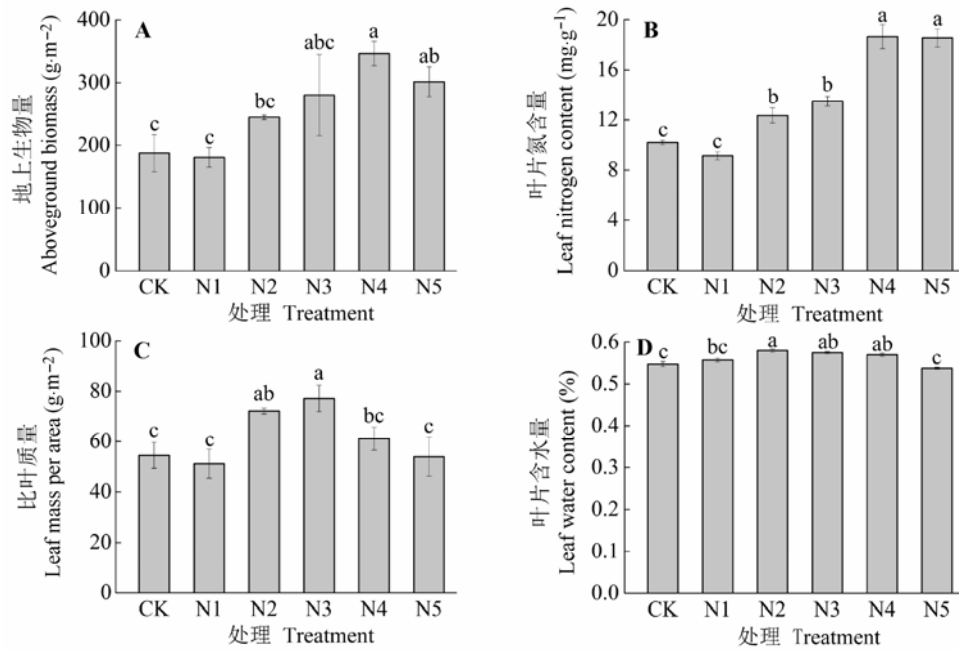 A
地上生物量
Aboveground biomass (g·m⁻²)
400
300
200
100
0
c
c
bc
abc
a
ab
CK N1 N2 N3 N4 N5
处理 Treatment
B
叶片氮含量
Leaf nitrogen content (mg·g⁻¹)
20
16
12
8
4
0
c
c
b
b
a
a
CK N1 N2 N3 N4 N5
处理 Treatment
C
比叶质量
Leaf mass per area (g·m⁻²)
100
80
60
40
20
0
c
c
ab
a
bc
c
CK N1 N2 N3 N4 N5
处理 Treatment
D
叶片含水量
Leaf water content (%)
0.6
0.5
0.4
0.3
0.2
0.1
0.0
c
bc
a
ab
ab
c
CK N1 N2 N3 N4 N5
处理 Treatment